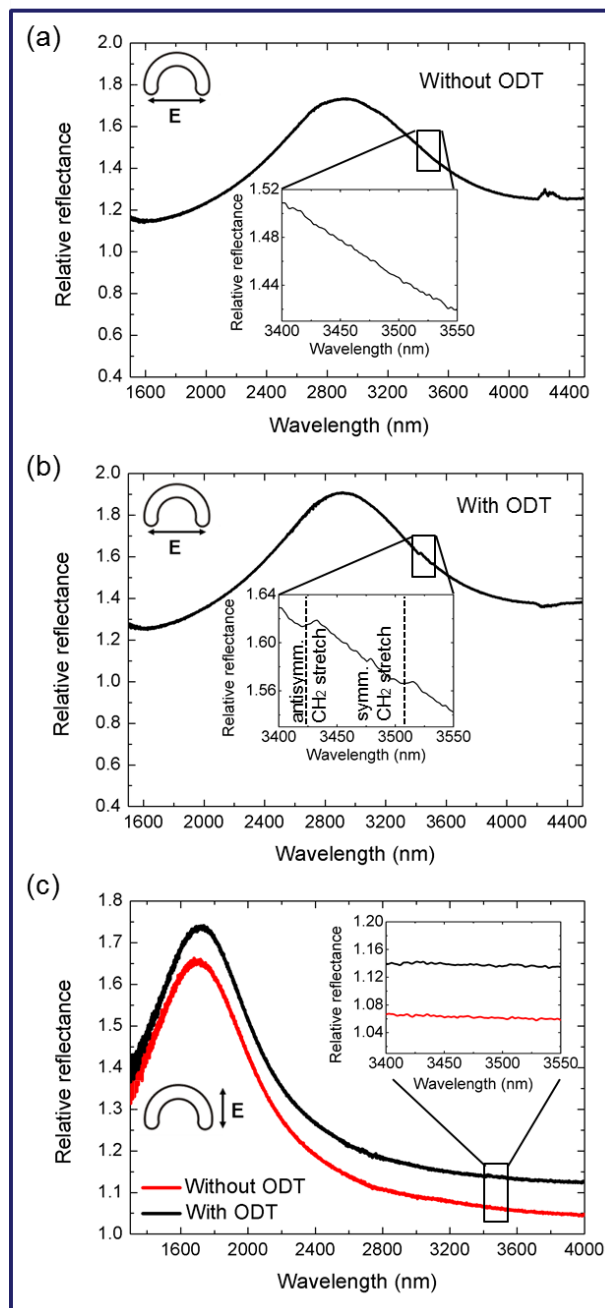 (a)
Without ODT
E
2.0
1.8
1.6
1.4
1.2
1.0
0.8
0.6
0.4
Relative reflectance
1600 2000 2400 2800 3200 3600 4000 4400
Wavelength (nm)
1.52
1.48
1.44
Relative reflectance
3400 3450 3500 3550
Wavelength (nm)
(b)
With ODT
E
2.0
1.8
1.6
1.4
1.2
1.0
0.8
0.6
0.4
Relative reflectance
1600 2000 2400 2800 3200 3600 4000 4400
Wavelength (nm)
1.64
1.60
1.56
Relative reflectance
antisymm.
CH₂ stretch
symm.
CH₂ stretch
3400 3450 3500 3550
Wavelength (nm)
(c)
1.8
1.7
1.6
1.5
1.4
1.3
1.2
1.1
1.0
Relative reflectance
1.20
1.16
1.12
1.08
1.04
Relative reflectance
3400 3450 3500 3550
Wavelength (nm)
E
Without ODT
With ODT
1600 2000 2400 2800 3200 3600 4000
Wavelength (nm)